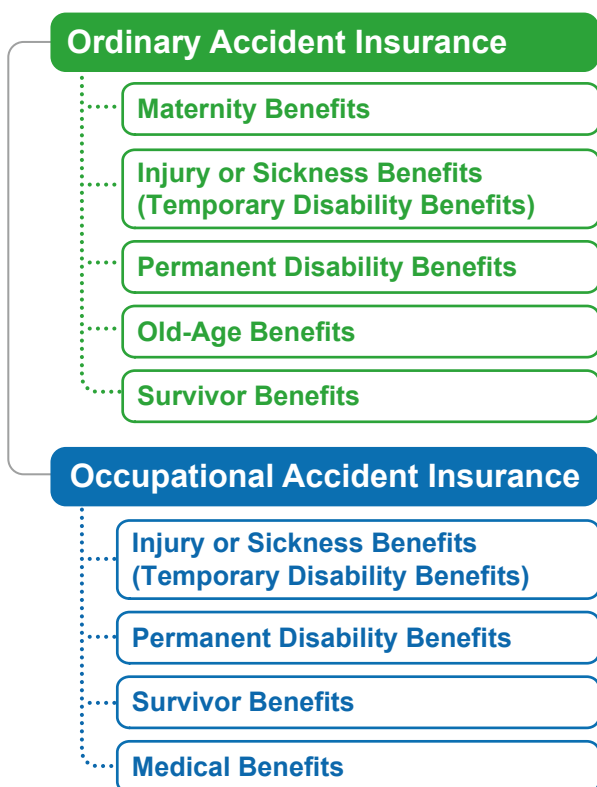 Ordinary Accident Insurance
Maternity Benefits
Injury or Sickness Benefits
(Temporary Disability Benefits)
Permanent Disability Benefits
Old-Age Benefits
Survivor Benefits
Occupational Accident Insurance
Injury or Sickness Benefits
(Temporary Disability Benefits)
Permanent Disability Benefits
Survivor Benefits
Medical Benefits